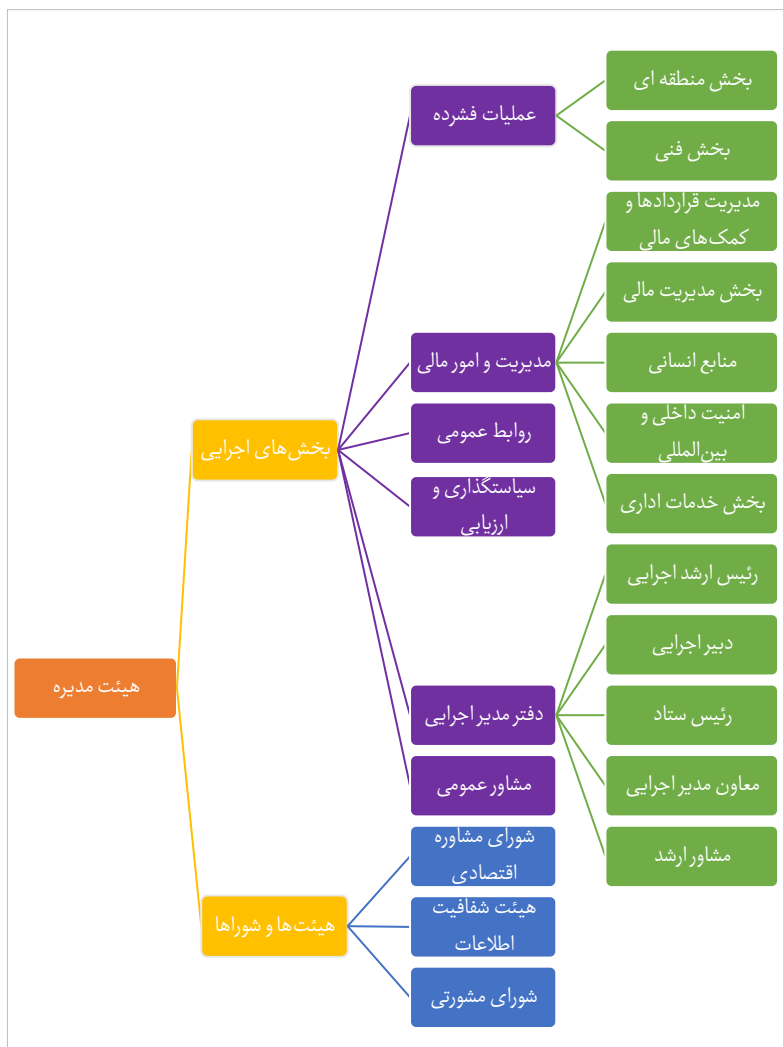 هیئت مدیره
بخش‌های اجرایی
عملیات فشرده
بخش منطقه ای
بخش فنی
مدیریت و امور مالی
مدیریت قراردادها و
کمک‌های مالی
بخش مدیریت مالی
منابع انسانی
امنیت داخلی و
بین‌المللی
بخش خدمات اداری
روابط عمومی
سیاستگذاری و
ارزیابی
دفتر مدیر اجرایی
رئیس ارشد اجرایی
دبیر اجرایی
رئیس ستاد
معاون مدیر اجرایی
مشاور ارشد
مشاور عمومی
هیئت‌ها و شوراها
شورای مشاوره
اقتصادی
هیئت شفافیت
اطلاعات
شورای مشورتی